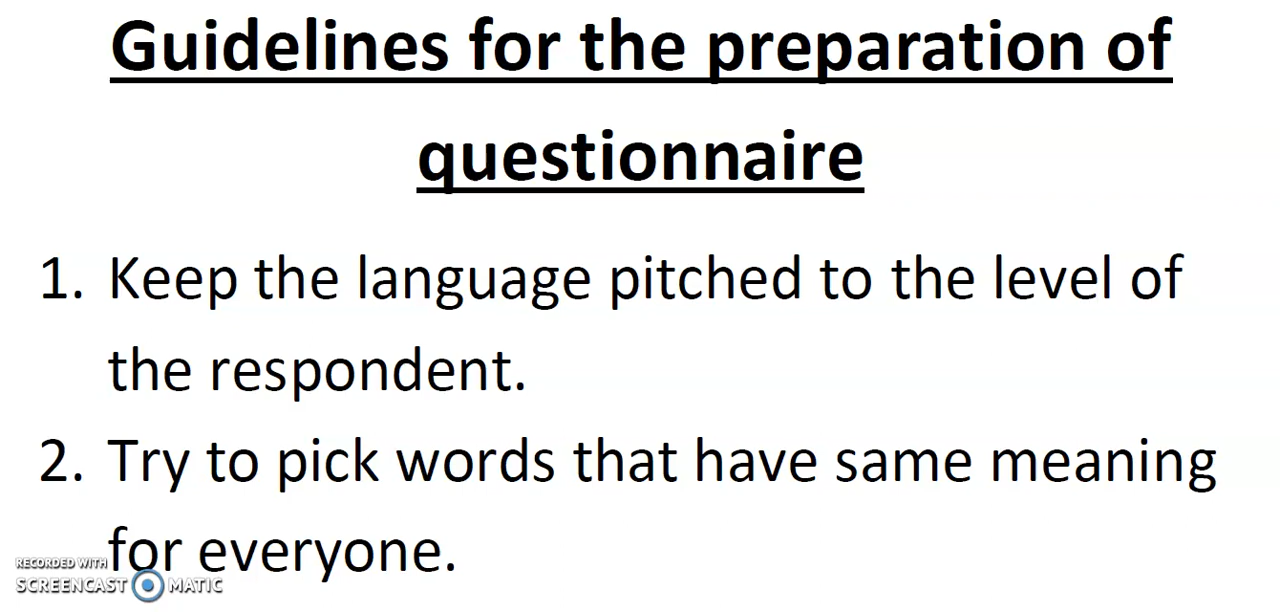 Guidelines for the preparation of
questionnaire
1. Keep the language pitched to the level of
the respondent.
2. Try to pick words that have same meaning
for everyone.
RECORDED WITH
SCREENCAST MATIC